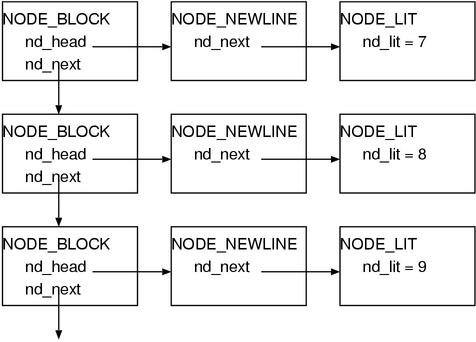 NODE_BLOCK
nd_head
nd_next
NODE_NEWLINE
nd_next
NODE_LIT
nd_lit = 7
NODE_BLOCK
nd_head
nd_next
NODE_NEWLINE
nd_next
NODE_LIT
nd_lit = 8
NODE_BLOCK
nd_head
nd_next
NODE_NEWLINE
nd_next
NODE_LIT
nd_lit = 9